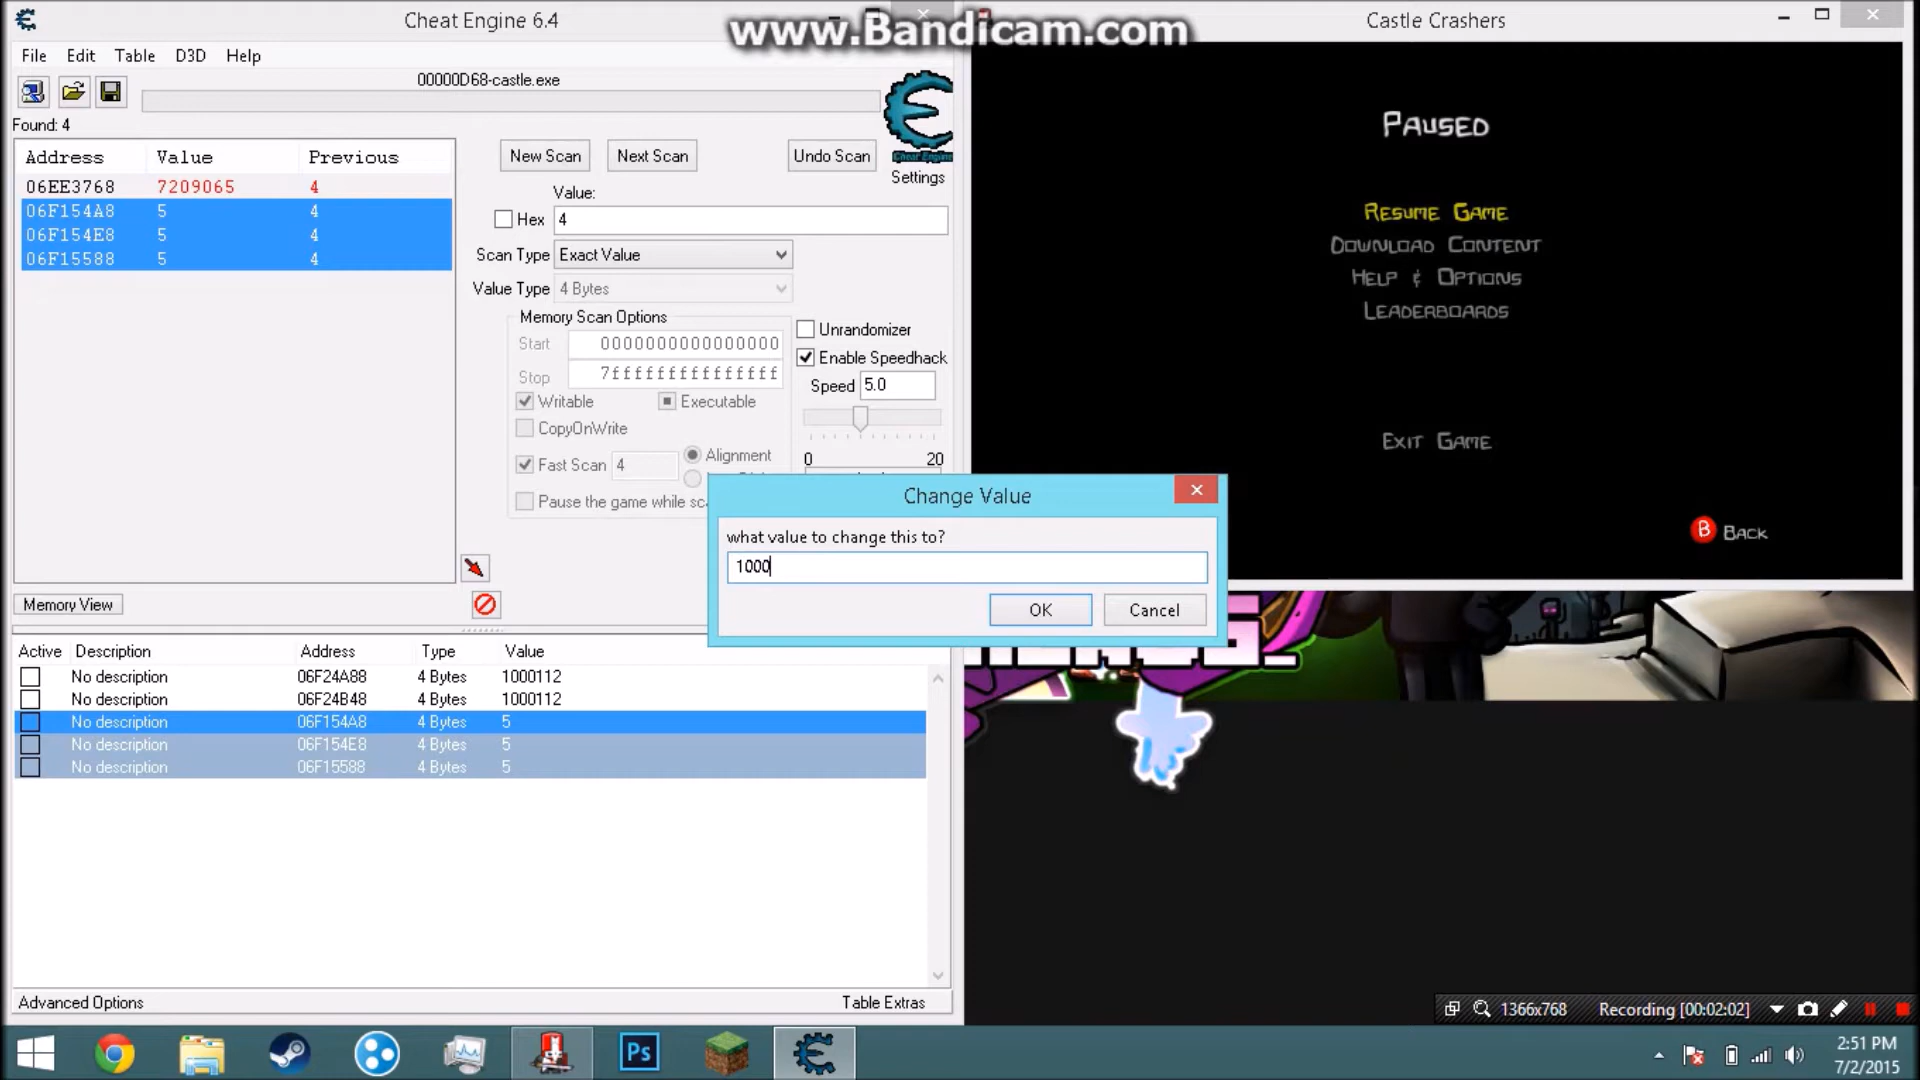 Cheat Engine 6.4
www.Bandicam.com
Castle Crashers
File Edit Table D3D Help
00000D68-castle.exe
Found: 4
Address Value Previous
06EE3768 7209065 4
06F154A8 5 4
06F154E8 5 4
06F15588 5 4
New Scan Next Scan Undo Scan
Cheat Engine
Settings
Value:
Hex 4
Scan Type Exact Value
Value Type 4 Bytes
Memory Scan Options
Start 0000000000000000
Stop 7fffffffffffffff
Writable Executable
CopyOnWrite
Fast Scan 4 Alignment
Pause the game while sc
Unrandomizer
Enable Speedhack
Speed 5.0
0 20
Paused
Resume Game
Download Content
Help & Options
Leaderboards
Exit Game
B Back
Change Value
what value to change this to?
1000
OK Cancel
Memory View
Active Description Address Type Value
No description 06F24A88 4 Bytes 1000112
No description 06F24B48 4 Bytes 1000112
No description 06F154A8 4 Bytes 5
No description 06F154E8 4 Bytes 5
No description 06F15588 4 Bytes 5
Advanced Options Table Extras
1366x768 Recording [00:02:02]
Ps
2:51 PM
7/2/2015